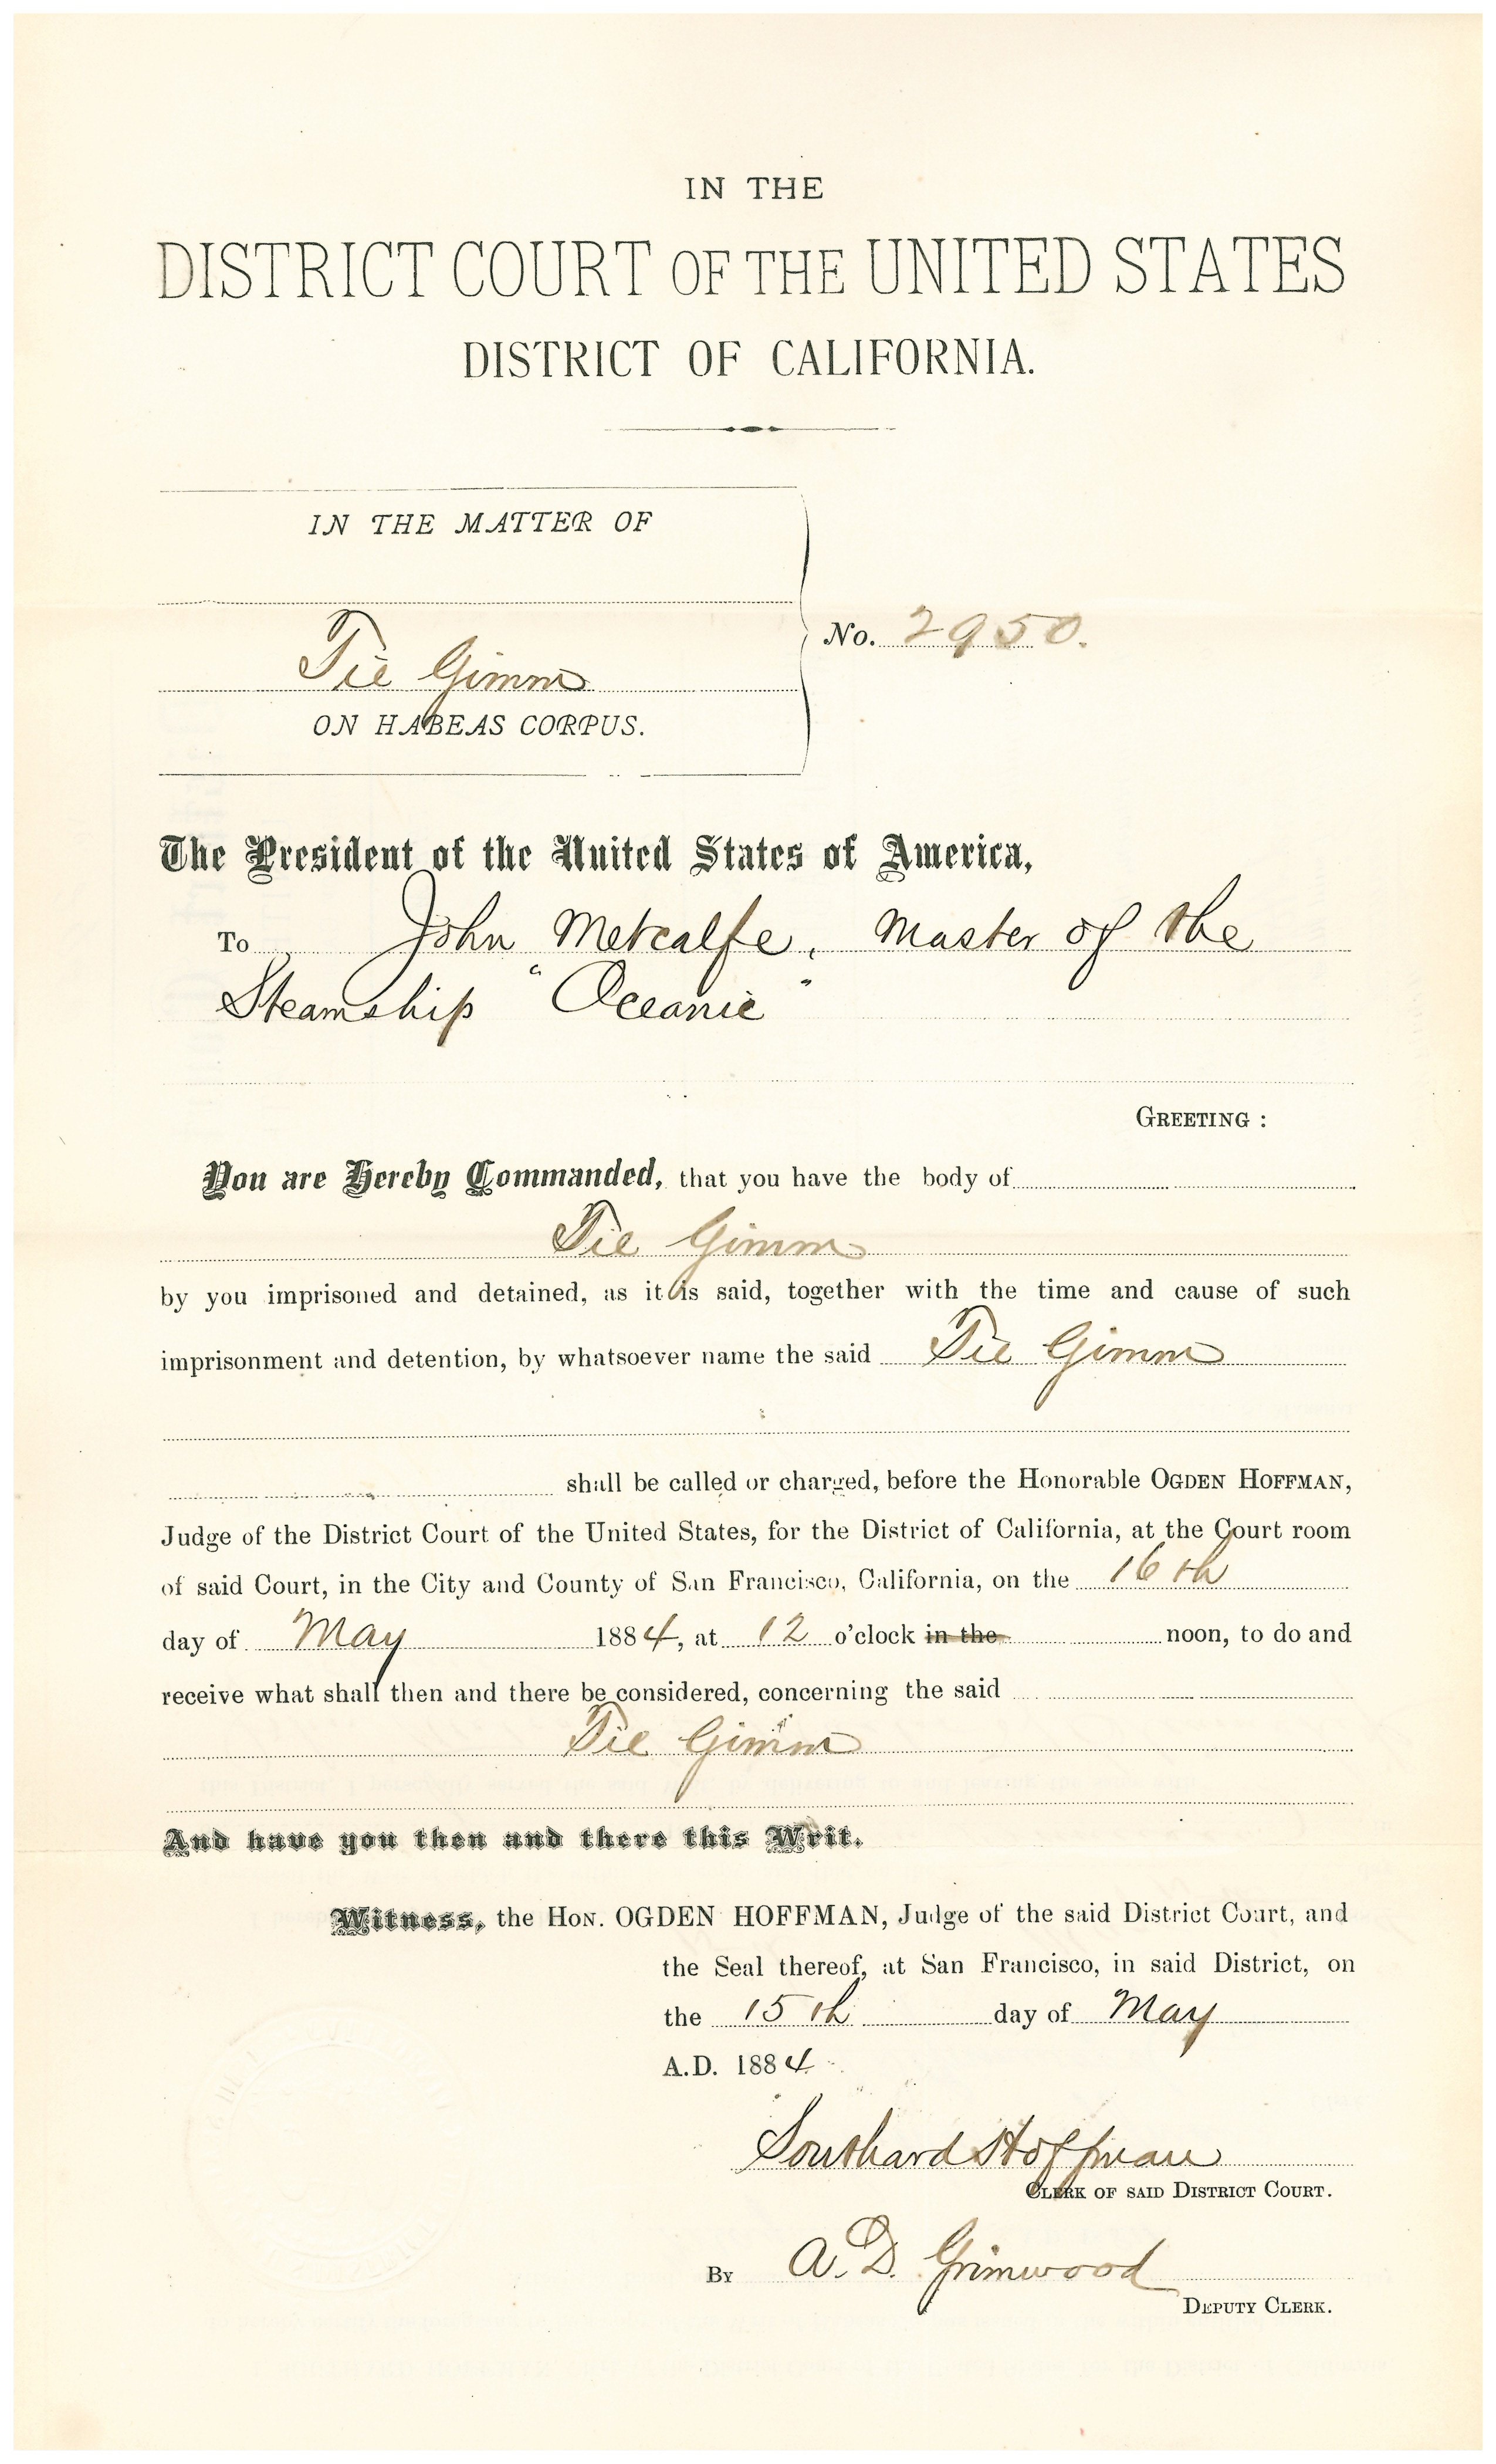 IN THE
DISTRICT COURT OF THE UNITED STATES
DISTRICT OF CALIFORNIA.
IN THE MATTER OF
Tie Gimm
ON HABEAS CORPUS.
No. 2950.
The President of the United States of America,
To John Metcalfe, Master of the
Steamship "Oceanic"
GREETING :
You are Hereby Commanded, that you have the body of
Tie Gimm
by you imprisoned and detained, as it is said, together with the time and cause of such
imprisonment and detention, by whatsoever name the said Tie Gimm
shall be called or charged, before the Honorable OGDEN HOFFMAN,
Judge of the District Court of the United States, for the District of California, at the Court room
of said Court, in the City and County of San Francisco, California, on the 16th
day of May 1884, at 12 o'clock in the noon, to do and
receive what shall then and there be considered, concerning the said
Tie Gimm
And have you then and there this Writ.
Witness, the HON. OGDEN HOFFMAN, Judge of the said District Court, and
the Seal thereof, at San Francisco, in said District, on
the 15th day of May
A.D. 1884
Southard Hoffman
CLERK OF SAID DISTRICT COURT.
BY A. D. Grimwood
DEPUTY CLERK.